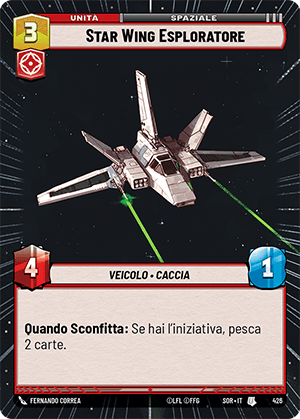 UNITÀ
SPAZIALE
3
STAR WING ESPLORATORE
4
1
VEICOLO • CACCIA
Quando Sconfitta: Se hai l'iniziativa, pesca
2 carte.
FERNANDO CORREA
©LFL ©FFG
SOR • IT
426